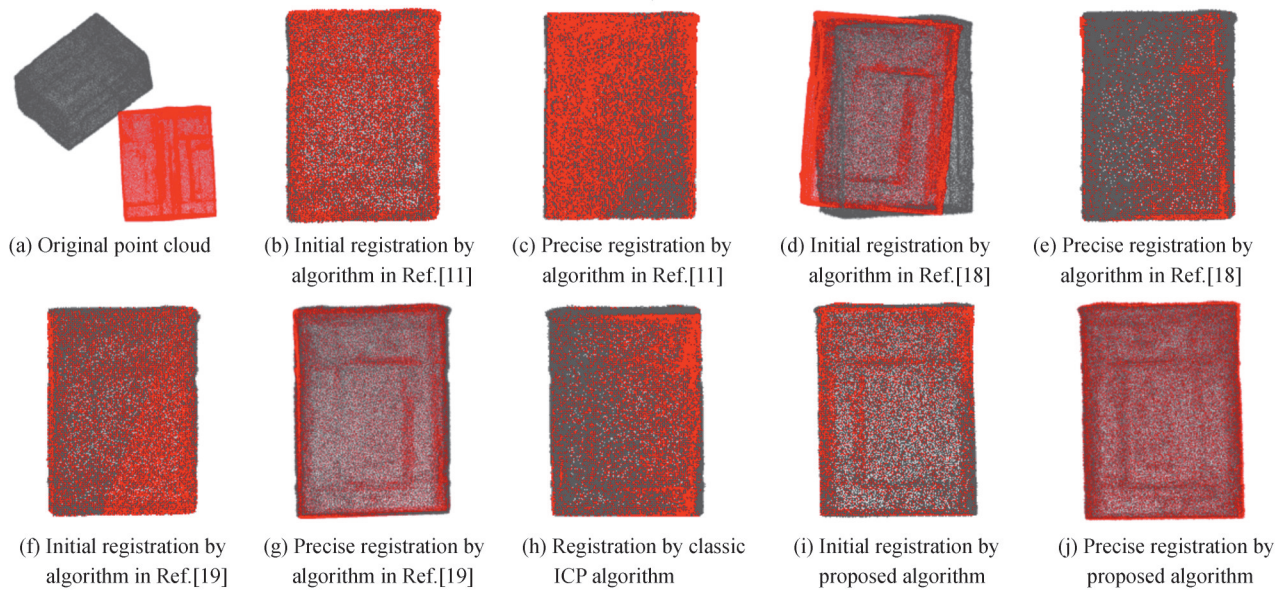 (a) Original point cloud
(b) Initial registration by
algorithm in Ref.[11]
(c) Precise registration by
algorithm in Ref.[11]
(d) Initial registration by
algorithm in Ref.[18]
(e) Precise registration by
algorithm in Ref.[18]
(f) Initial registration by
algorithm in Ref.[19]
(g) Precise registration by
algorithm in Ref.[19]
(h) Registration by classic
ICP algorithm
(i) Initial registration by
proposed algorithm
(j) Precise registration by
proposed algorithm